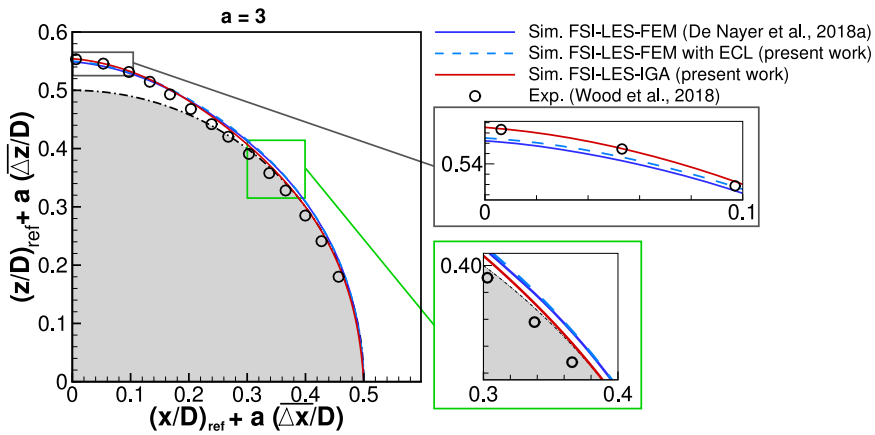 a = 3
Sim. FSI-LES-FEM (De Nayer et al., 2018a)
Sim. FSI-LES-FEM with ECL (present work)
Sim. FSI-LES-IGA (present work)
Exp. (Wood et al., 2018)
(z/D)ref + a (Δz/D)
0.6
0.5
0.4
0.3
0.2
0.1
0
0 0.1 0.2 0.3 0.4 0.5
(x/D)ref + a (Δx/D)
0.54
0 0.1
0.40
0.3 0.4